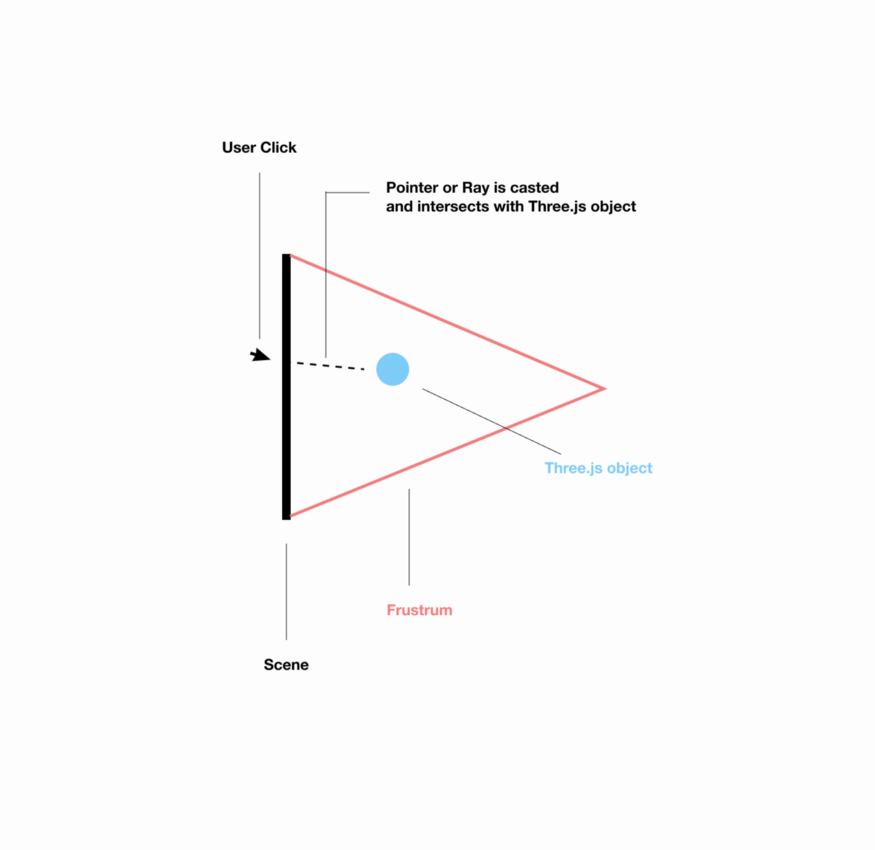 User Click
Pointer or Ray is casted
and intersects with Three.js object
Three.js object
Frustrum
Scene